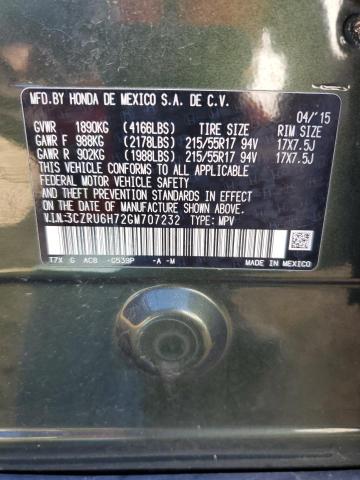 MFD.BY HONDA DE MEXICO S.A. DE C.V.
04/'15
GVWR 1890KG (4166LBS) TIRE SIZE RIM SIZE
GAWR F 988KG (2178LBS) 215/55R17 94V 17X7.5J
GAWR R 902KG (1988LBS) 215/55R17 94V 17X7.5J
THIS VEHICLE CONFORMS TO ALL APPLICABLE
FEDERAL MOTOR VEHICLE SAFETY AND THEFT
PREVENTION STANDARDS IN EFFECT
ON THE DATE OF MANUFACTURE SHOWN ABOVE.
V.I.N:3CZRU6H72GM707232 TYPE: MPV
T7X G AC8 -G539P -A -M
MADE IN MEXICO